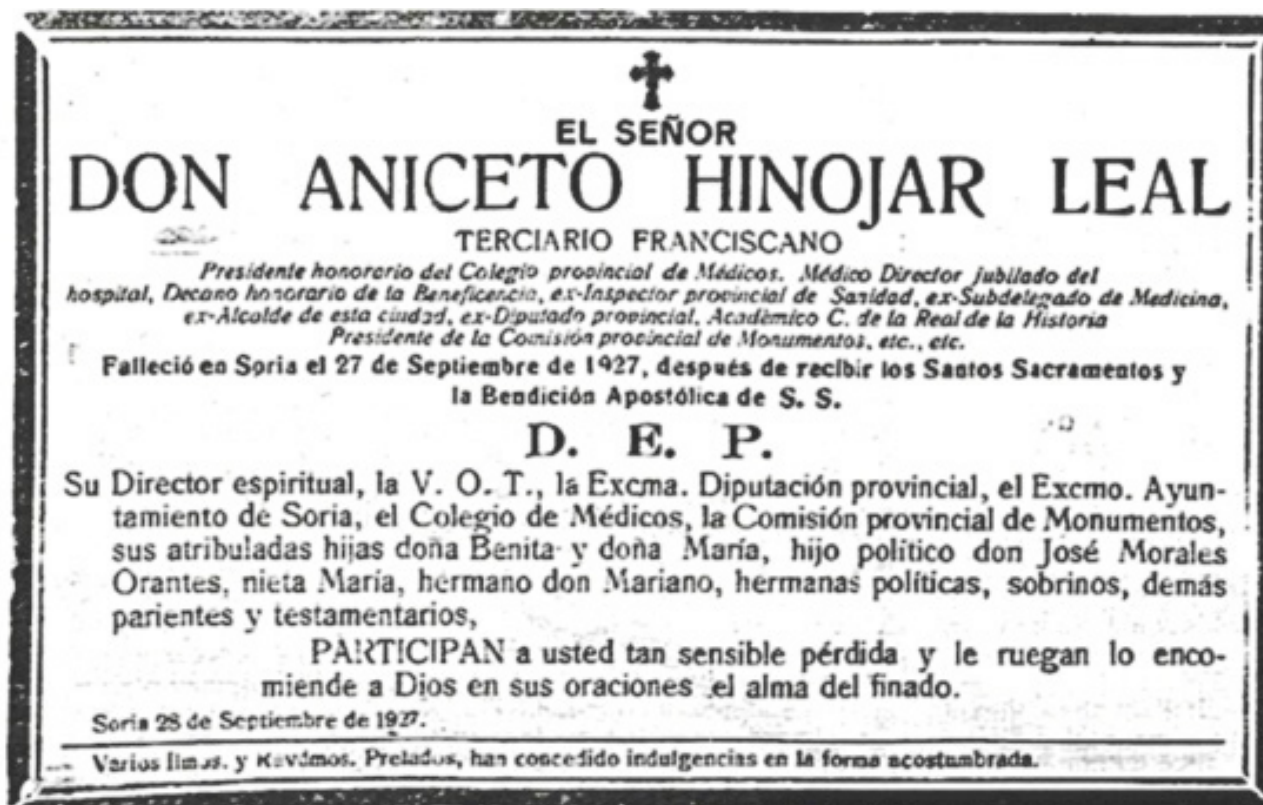 EL SEÑOR
DON ANICETO HINOJAR LEAL
TERCIARIO FRANCISCANO
Presidente honorario del Colegio provincial de Médicos. Médico Director jubilado del
hospital, Decano honorario de la Beneficencia, ex-Inspector provincial de Sanidad, ex-Subdelegado de Medicina,
ex-Alcalde de esta ciudad, ex-Diputado provincial, Académico C. de la Real de la Historia
Presidente de la Comisión provincial de Monumentos, etc., etc.
Falleció en Soria el 27 de Septiembre de 1927, después de recibir los Santos Sacramentos y
la Bendición Apostólica de S. S.
D. E. P.
Su Director espiritual, la V. O. T., la Excma. Diputación provincial, el Excmo. Ayun-
tamiento de Soria, el Colegio de Médicos, la Comisión provincial de Monumentos,
sus atribuladas hijas doña Benita y doña María, hijo político don José Morales
Orantes, nieta María, hermano don Mariano, hermanas políticas, sobrinos, demás
parientes y testamentarios,
PARTICIPAN a usted tan sensible pérdida y le ruegan lo enco-
miende a Dios en sus oraciones el alma del finado.
Soria 28 de Septiembre de 1927.
Varios Ilmos. y Rvdmos. Prelados, han concedido indulgencias en la forma acostumbrada.